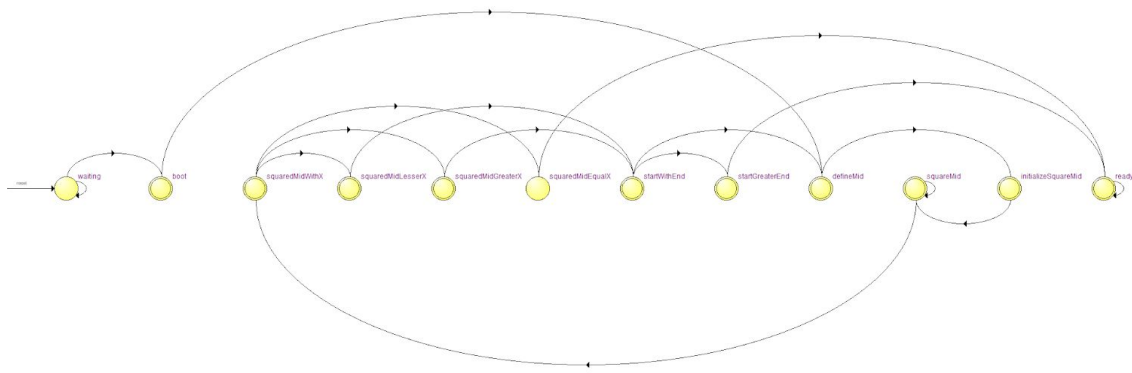 reset
waiting
boot
squaredMidWithX
squaredMidLesserX
squaredMidGreaterX
squaredMidEqualX
startWithEnd
startGreaterEnd
defineMid
squareMid
initializeSquareMid
ready